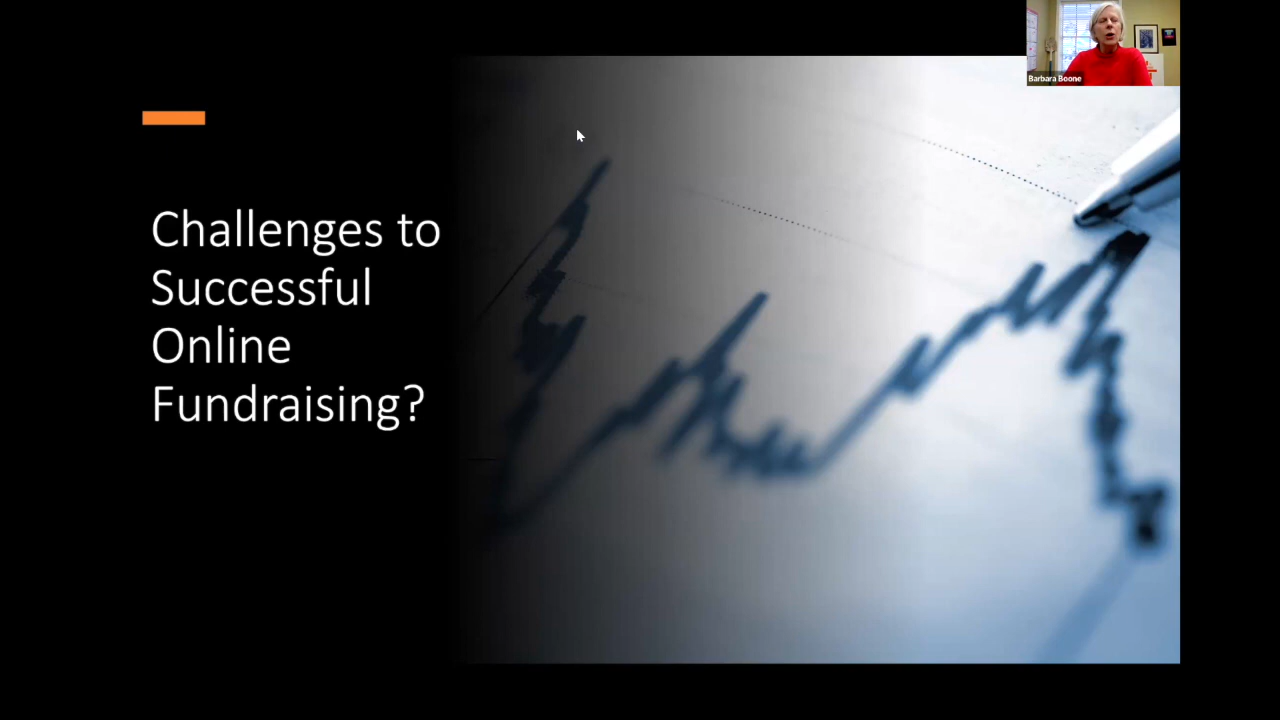 Barbara Boone
Challenges to
Successful
Online
Fundraising?